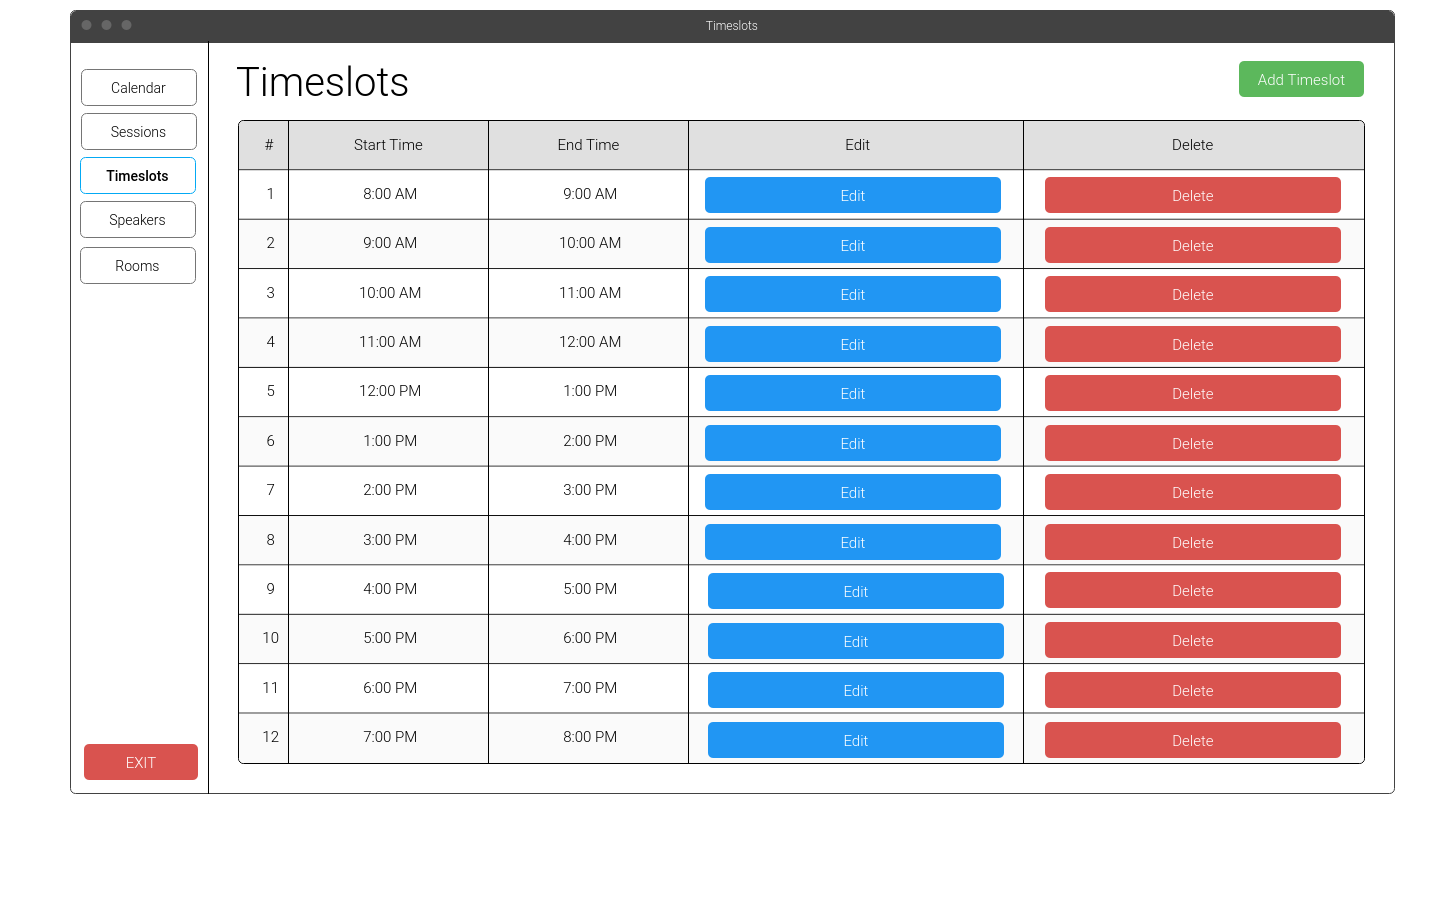 Timeslots
Calendar
Sessions
Timeslots
Speakers
Rooms
EXIT
Timeslots
Add Timeslot
# Start Time End Time Edit Delete
1 8:00 AM 9:00 AM Edit Delete
2 9:00 AM 10:00 AM Edit Delete
3 10:00 AM 11:00 AM Edit Delete
4 11:00 AM 12:00 AM Edit Delete
5 12:00 PM 1:00 PM Edit Delete
6 1:00 PM 2:00 PM Edit Delete
7 2:00 PM 3:00 PM Edit Delete
8 3:00 PM 4:00 PM Edit Delete
9 4:00 PM 5:00 PM Edit Delete
10 5:00 PM 6:00 PM Edit Delete
11 6:00 PM 7:00 PM Edit Delete
12 7:00 PM 8:00 PM Edit Delete